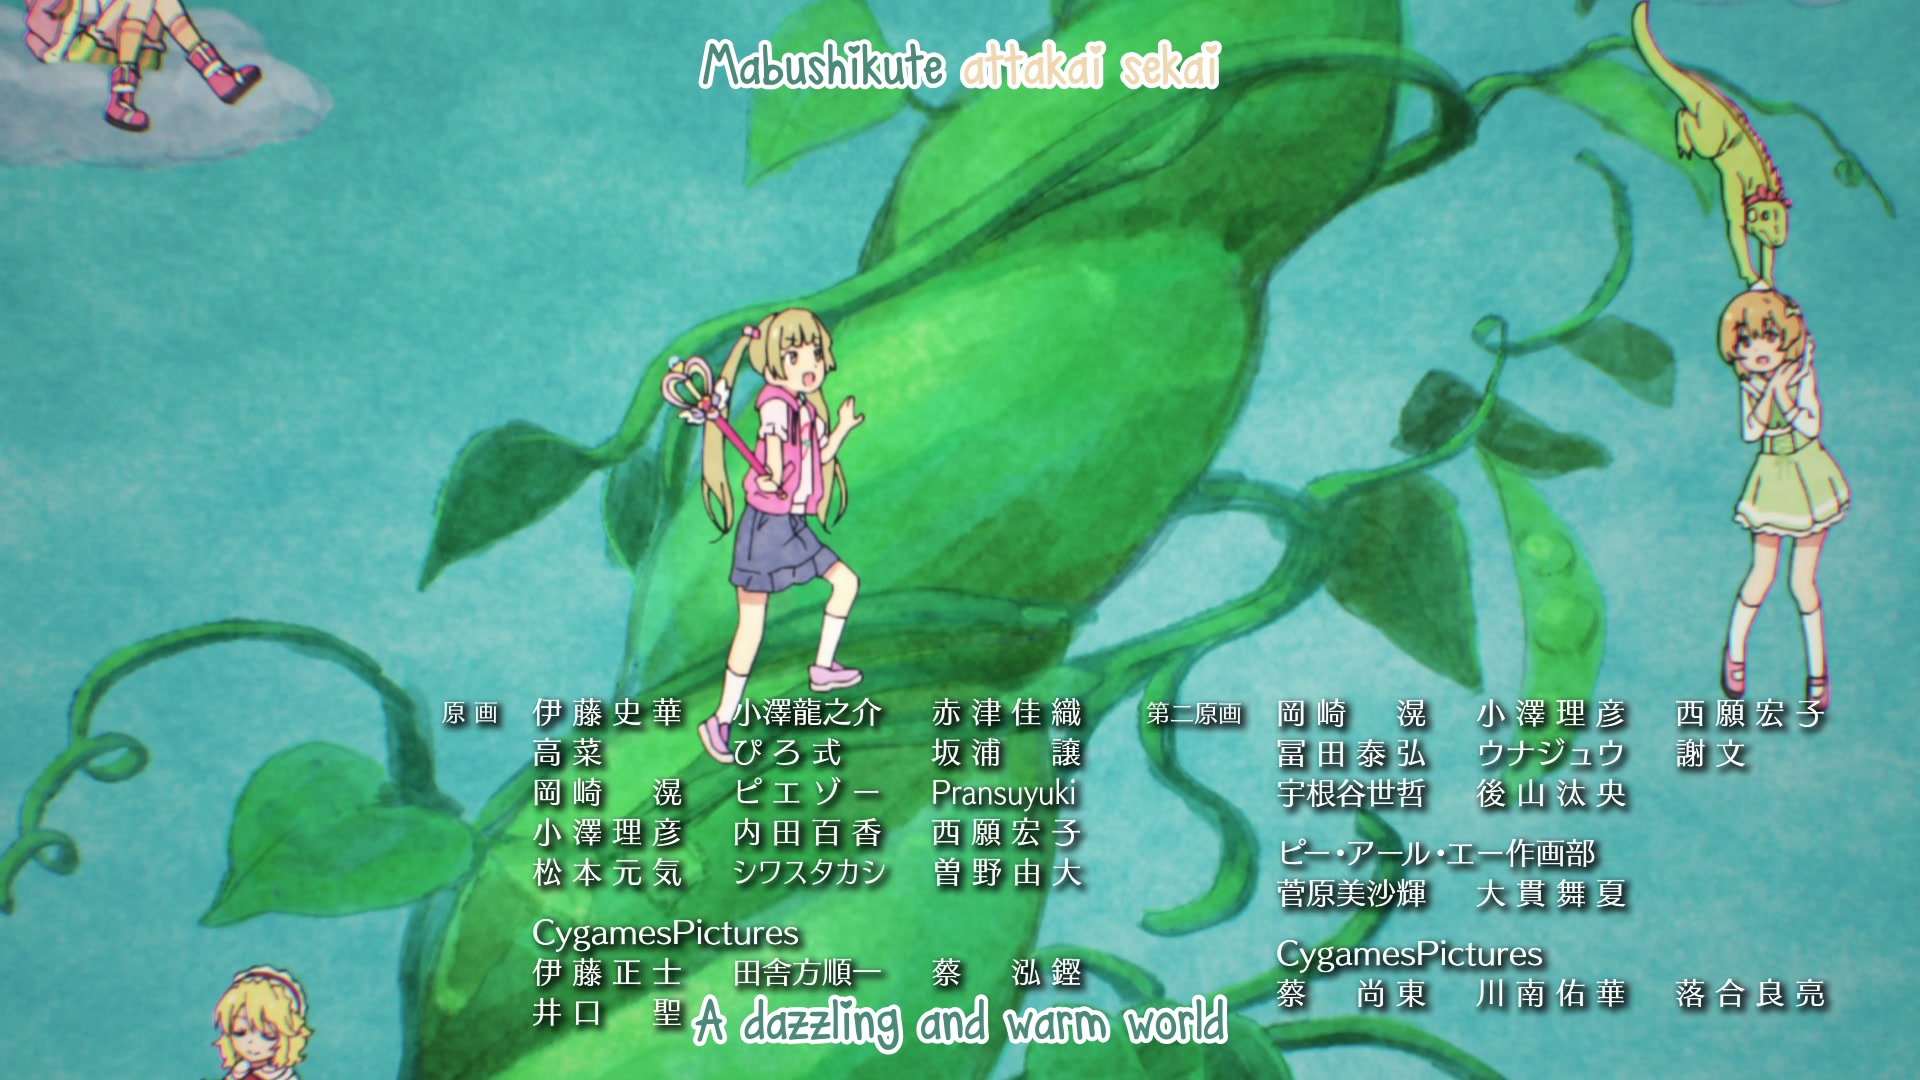 Mabushikute attakai sekai
原画 伊藤史華 小澤龍之介 赤津佳織
高菜 ぴろ式 坂浦 譲
岡崎 滉 ピエゾー Pransuyuki
小澤理彦 内田百香 西願宏子
松本元気 シワスタカシ 曽野由大
CygamesPictures
伊藤正士 田舎方順一 蔡 泓鏗
井口 聖
第二原画 岡崎 滉 小澤理彦 西願宏子
冨田泰弘 ウナジュウ 謝文
宇根谷世哲 後山汰央
ピー・アール・エー作画部
菅原美沙輝 大貫舞夏
CygamesPictures
蔡 尚東 川南佑華 落合良亮
A dazzling and warm world